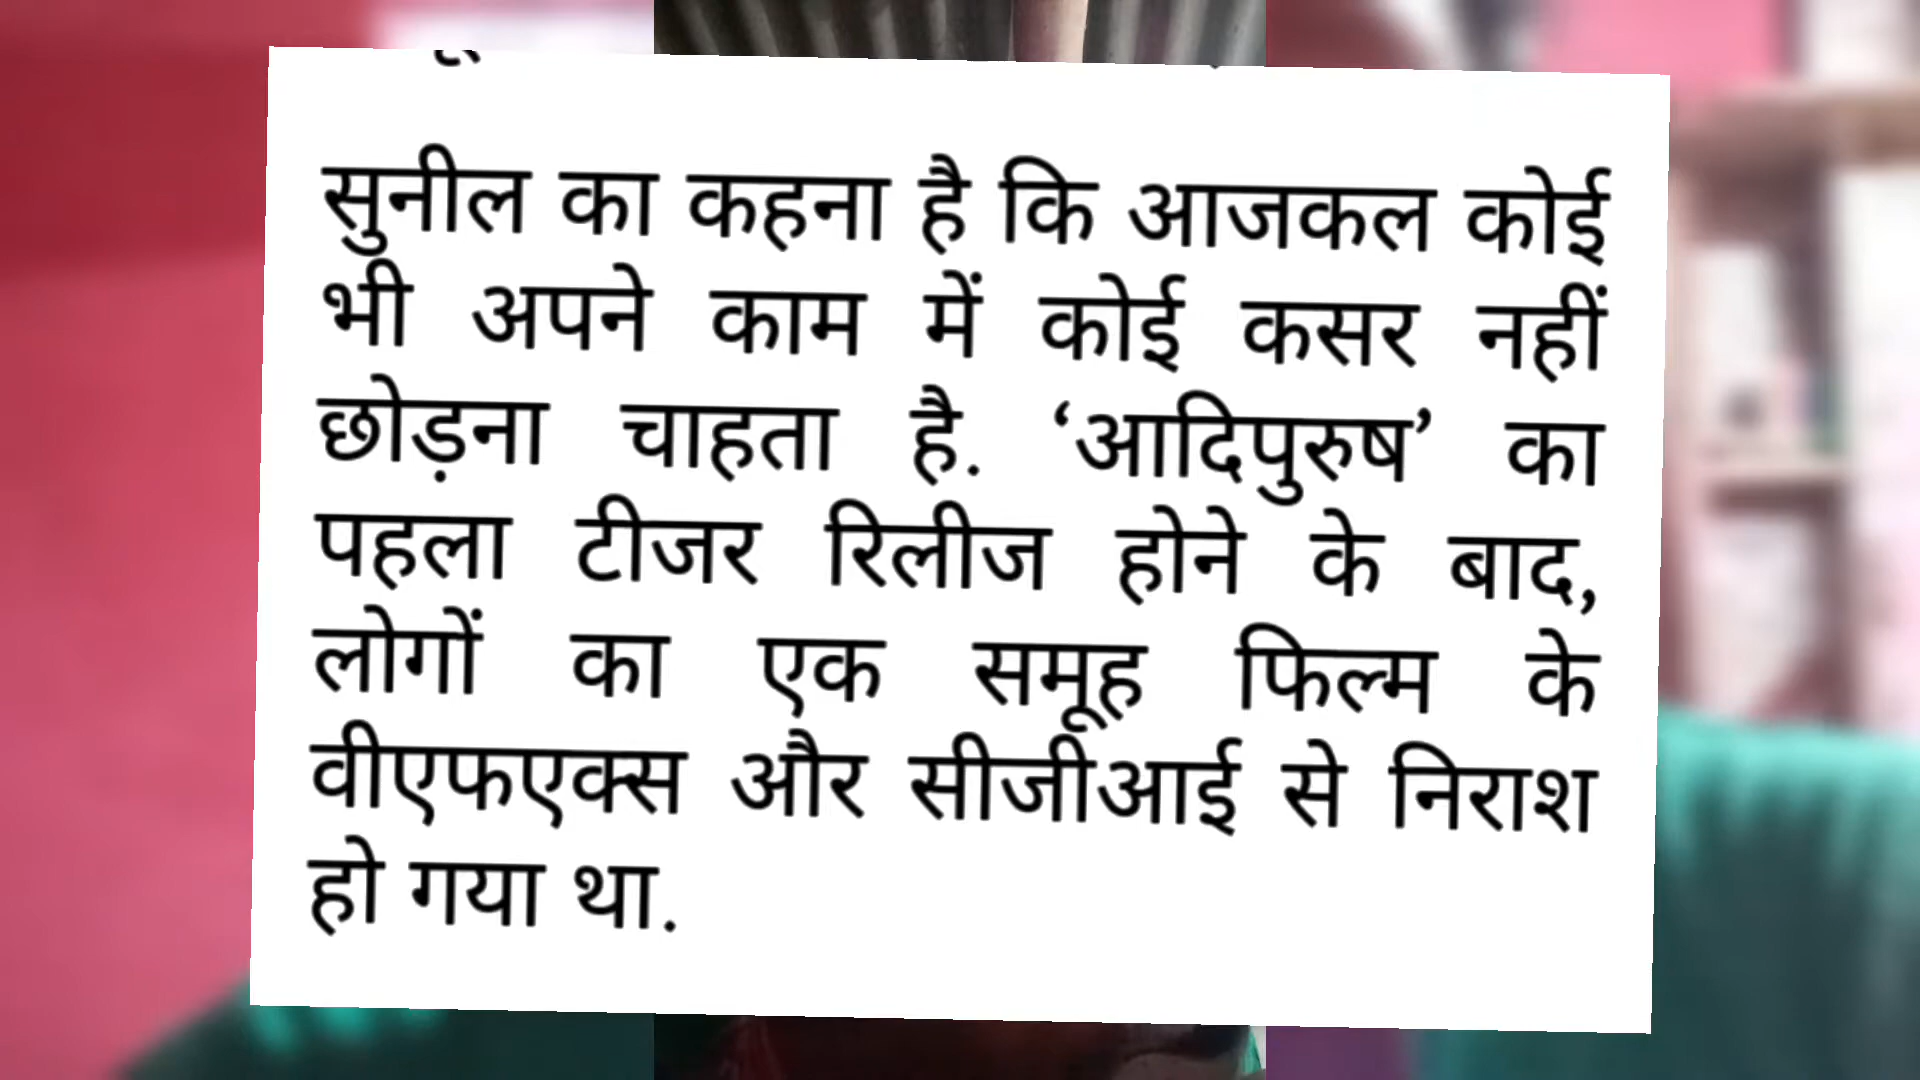 सुनील का कहना है कि आजकल कोई
भी अपने काम में कोई कसर नहीं
छोड़ना चाहता है. ‘आदिपुरुष’ का
पहला टीजर रिलीज होने के बाद,
लोगों का एक समूह फिल्म के
वीएफएक्स और सीजीआई से निराश
हो गया था.